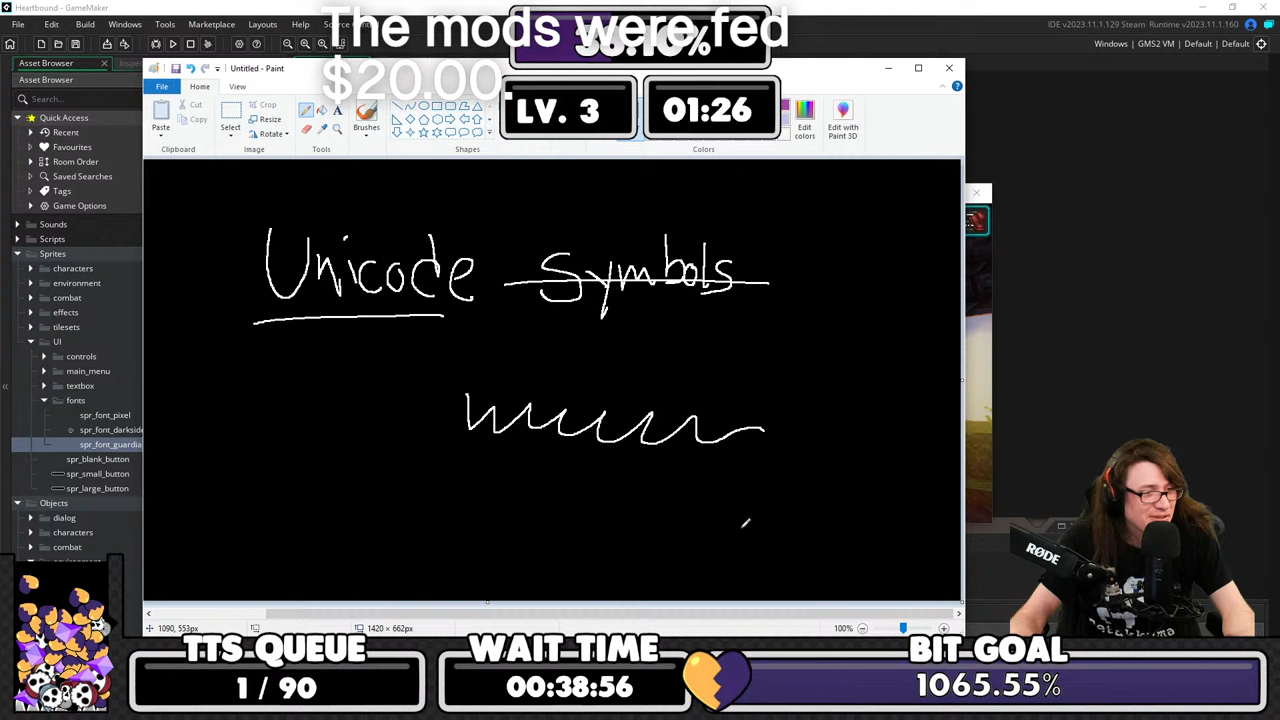 Heartbound - GameMaker
File Edit Build Windows Tools Marketplace Layouts Help
IDE v2023.11.1.129 Steam Runtime v2023.11.1.160
Windows | GMS2 VM | Default | Default
The mods were fed
$20.00.
LV. 3
01:26
Asset Browser
Asset Browser
Search...
Quick Access
Recent
Favourites
Room Order
Saved Searches
Tags
Game Options
Sounds
Scripts
Sprites
characters
environment
combat
effects
tilesets
UI
controls
main_menu
textbox
fonts
spr_font_pixel
spr_font_darkside
spr_font_guardia
spr_blank_button
spr_small_button
spr_large_button
Objects
dialog
characters
combat
Untitled - Paint
File Home View
Paste
Cut
Copy
Clipboard
Select
Crop
Resize
Rotate
Image
Tools
Brushes
Shapes
Edit colors
Edit with Paint 3D
Colors
Unicode Symbols
1090, 553px
1420 × 662px
100%
RØDE
TTS QUEUE
1 / 90
WAIT TIME
00:38:56
BIT GOAL
1065.55%